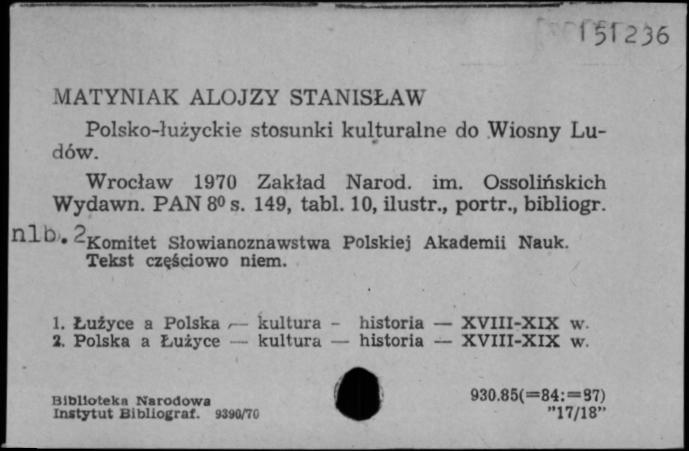 151236
MATYNIAK ALOJZY STANISŁAW
Polsko-łużyckie stosunki kulturalne do Wiosny Lu-
dów.
Wrocław 1970 Zakład Narod. im. Ossolińskich
Wydawn. PAN 8⁰ s. 149, tabl. 10, ilustr., portr., bibliogr.
nlb. 2
Komitet Słowianoznawstwa Polskiej Akademii Nauk.
Tekst częściowo niem.
1. Łużyce a Polska — kultura - historia — XVIII-XIX w.
2. Polska a Łużyce — kultura — historia — XVIII-XIX w.
Biblioteka Narodowa
Instytut Bibliograf. 9390/70
930.85(=84:=87)
"17/18"